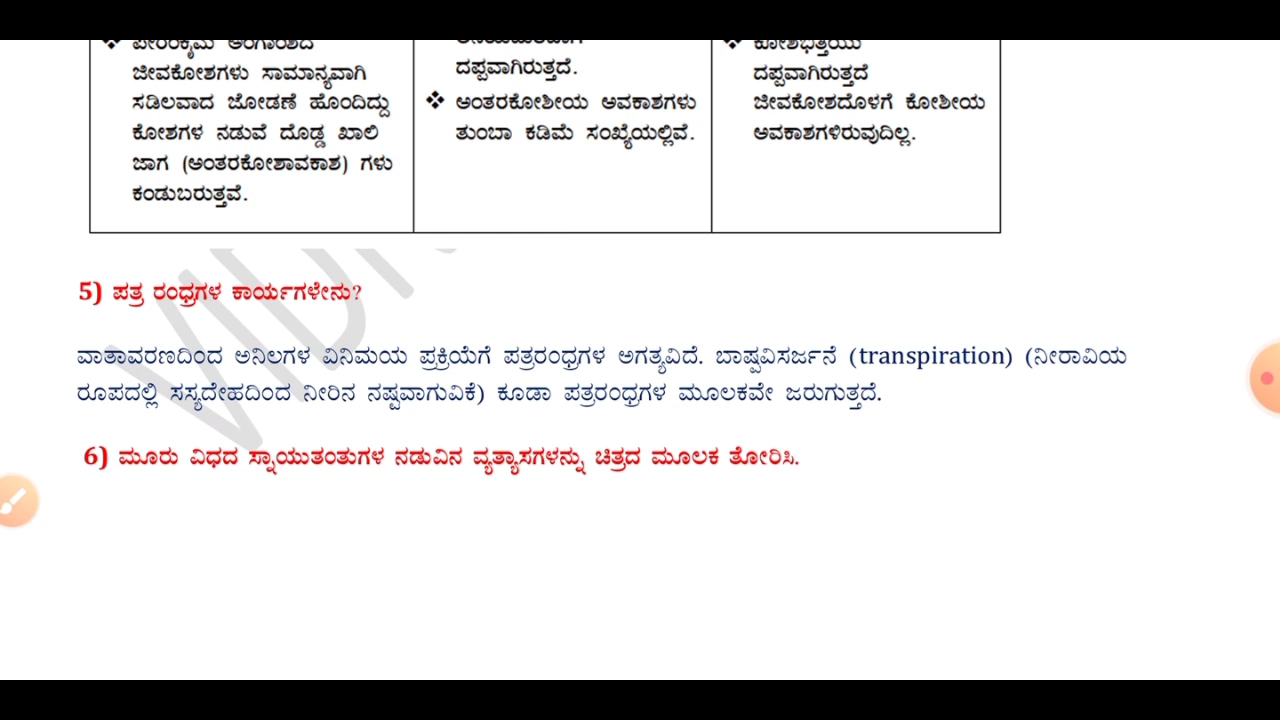 ಪೇರಂಕೈಮ ಅಂಗಾಂಶದ
ಜೀವಕೋಶಗಳು ಸಾಮಾನ್ಯವಾಗಿ
ಸಡಿಲವಾದ ಜೋಡಣೆ ಹೊಂದಿದ್ದು
ಕೋಶಗಳ ನಡುವೆ ದೊಡ್ಡ ಖಾಲಿ
ಜಾಗ (ಅಂತರಕೋಶಾವಕಾಶ) ಗಳು
ಕಂಡುಬರುತ್ತವೆ.
ದಪ್ಪವಾಗಿರುತ್ತದೆ.
❖ ಅಂತರಕೋಶೀಯ ಅವಕಾಶಗಳು
ತುಂಬಾ ಕಡಿಮೆ ಸಂಖ್ಯೆಯಲ್ಲಿವೆ.
ಕೋಶಭಿತ್ತಿಯು
ದಪ್ಪವಾಗಿರುತ್ತದೆ
ಜೀವಕೋಶದೊಳಗೆ ಕೋಶೀಯ
ಅವಕಾಶಗಳಿರುವುದಿಲ್ಲ.
5) ಪತ್ರ ರಂಧ್ರಗಳ ಕಾರ್ಯಗಳೇನು?
ವಾತಾವರಣದಿಂದ ಅನಿಲಗಳ ವಿನಿಮಯ ಪ್ರಕ್ರಿಯೆಗೆ ಪತ್ರರಂಧ್ರಗಳ ಅಗತ್ಯವಿದೆ. ಬಾಷ್ಪವಿಸರ್ಜನೆ (transpiration) (ನೀರಾವಿಯ
ರೂಪದಲ್ಲಿ ಸಸ್ಯದೇಹದಿಂದ ನೀರಿನ ನಷ್ಟವಾಗುವಿಕೆ) ಕೂಡಾ ಪತ್ರರಂಧ್ರಗಳ ಮೂಲಕವೇ ಜರುಗುತ್ತದೆ.
6) ಮೂರು ವಿಧದ ಸ್ನಾಯುತಂತುಗಳ ನಡುವಿನ ವ್ಯತ್ಯಾಸಗಳನ್ನು ಚಿತ್ರದ ಮೂಲಕ ತೋರಿಸಿ.